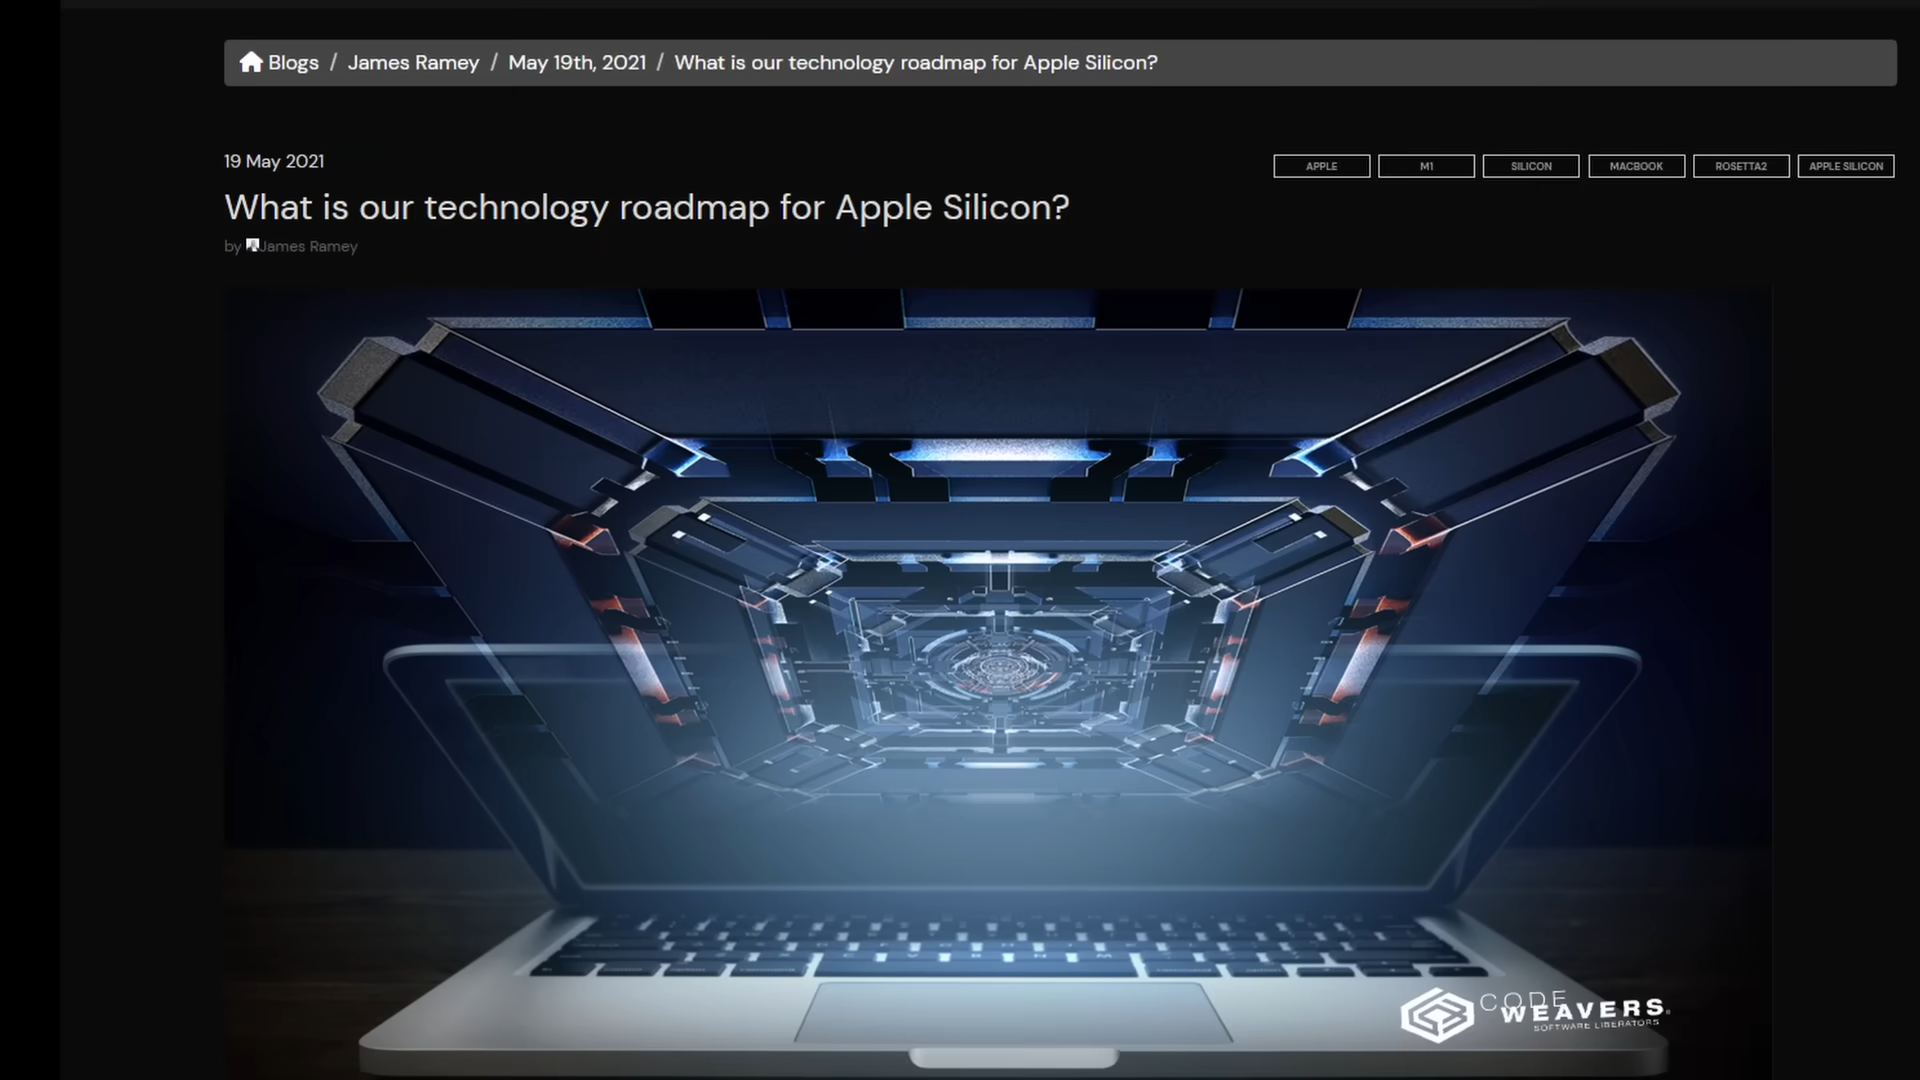 Blogs / James Ramey / May 19th, 2021 / What is our technology roadmap for Apple Silicon?
19 May 2021
APPLE M1 SILICON MACBOOK ROSETTA2 APPLE SILICON
What is our technology roadmap for Apple Silicon?
by James Ramey
CODE
WEAVERS
SOFTWARE LIBERATORS